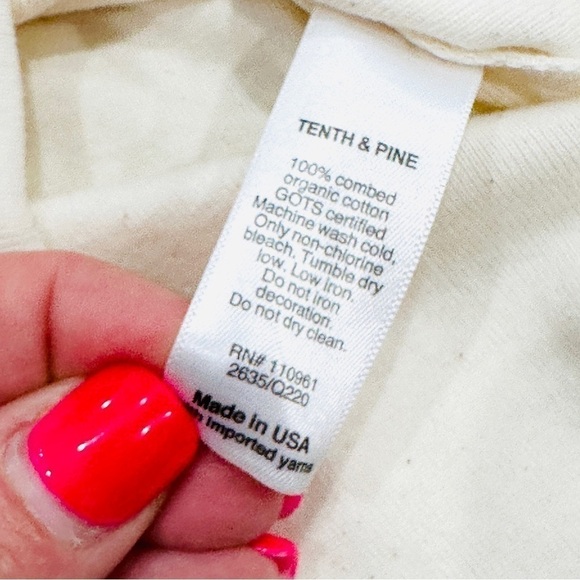 TENTH & PINE
100% combed
organic cotton
GOTS certified
Machine wash cold,
Only non-chlorine
bleach, Tumble dry
low. Low iron.
Do not iron
decoration.
Do not dry clean.
RN# 110961
2635/Q220
Made in USA
imported yarns